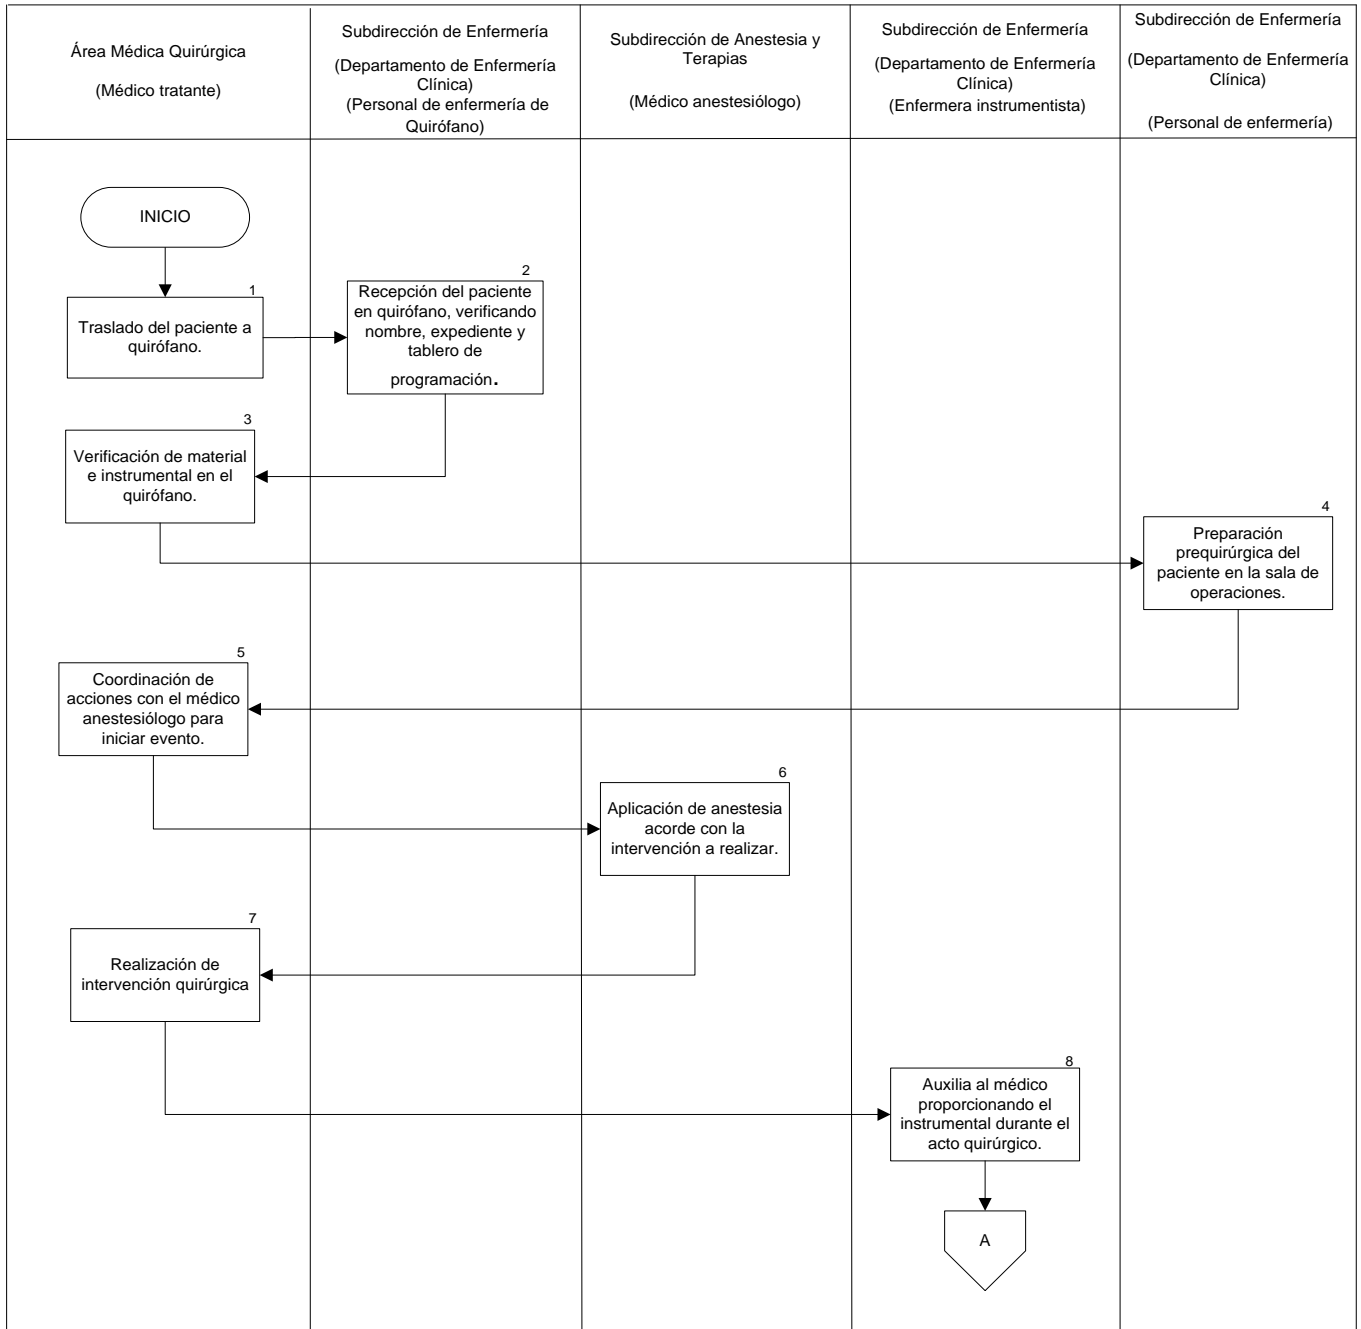 Área Médica Quirúrgica
(Médico tratante)
Subdirección de Enfermería
(Departamento de Enfermería
Clínica)
(Personal de enfermería de
Quirófano)
Subdirección de Anestesia y
Terapias
(Médico anestesiólogo)
Subdirección de Enfermería
(Departamento de Enfermería
Clínica)
(Enfermera instrumentista)
Subdirección de Enfermería
(Departamento de Enfermería
Clínica)
(Personal de enfermería)
INICIO
1
Traslado del paciente a
quirófano.
2
Recepción del paciente
en quirófano, verificando
nombre, expediente y
tablero de
programación.
3
Verificación de material
e instrumental en el
quirófano.
4
Preparación
prequirúrgica del
paciente en la sala de
operaciones.
5
Coordinación de
acciones con el médico
anestesiólogo para
iniciar evento.
6
Aplicación de anestesia
acorde con la
intervención a realizar.
7
Realización de
intervención quirúrgica
8
Auxilia al médico
proporcionando el
instrumental durante el
acto quirúrgico.
A